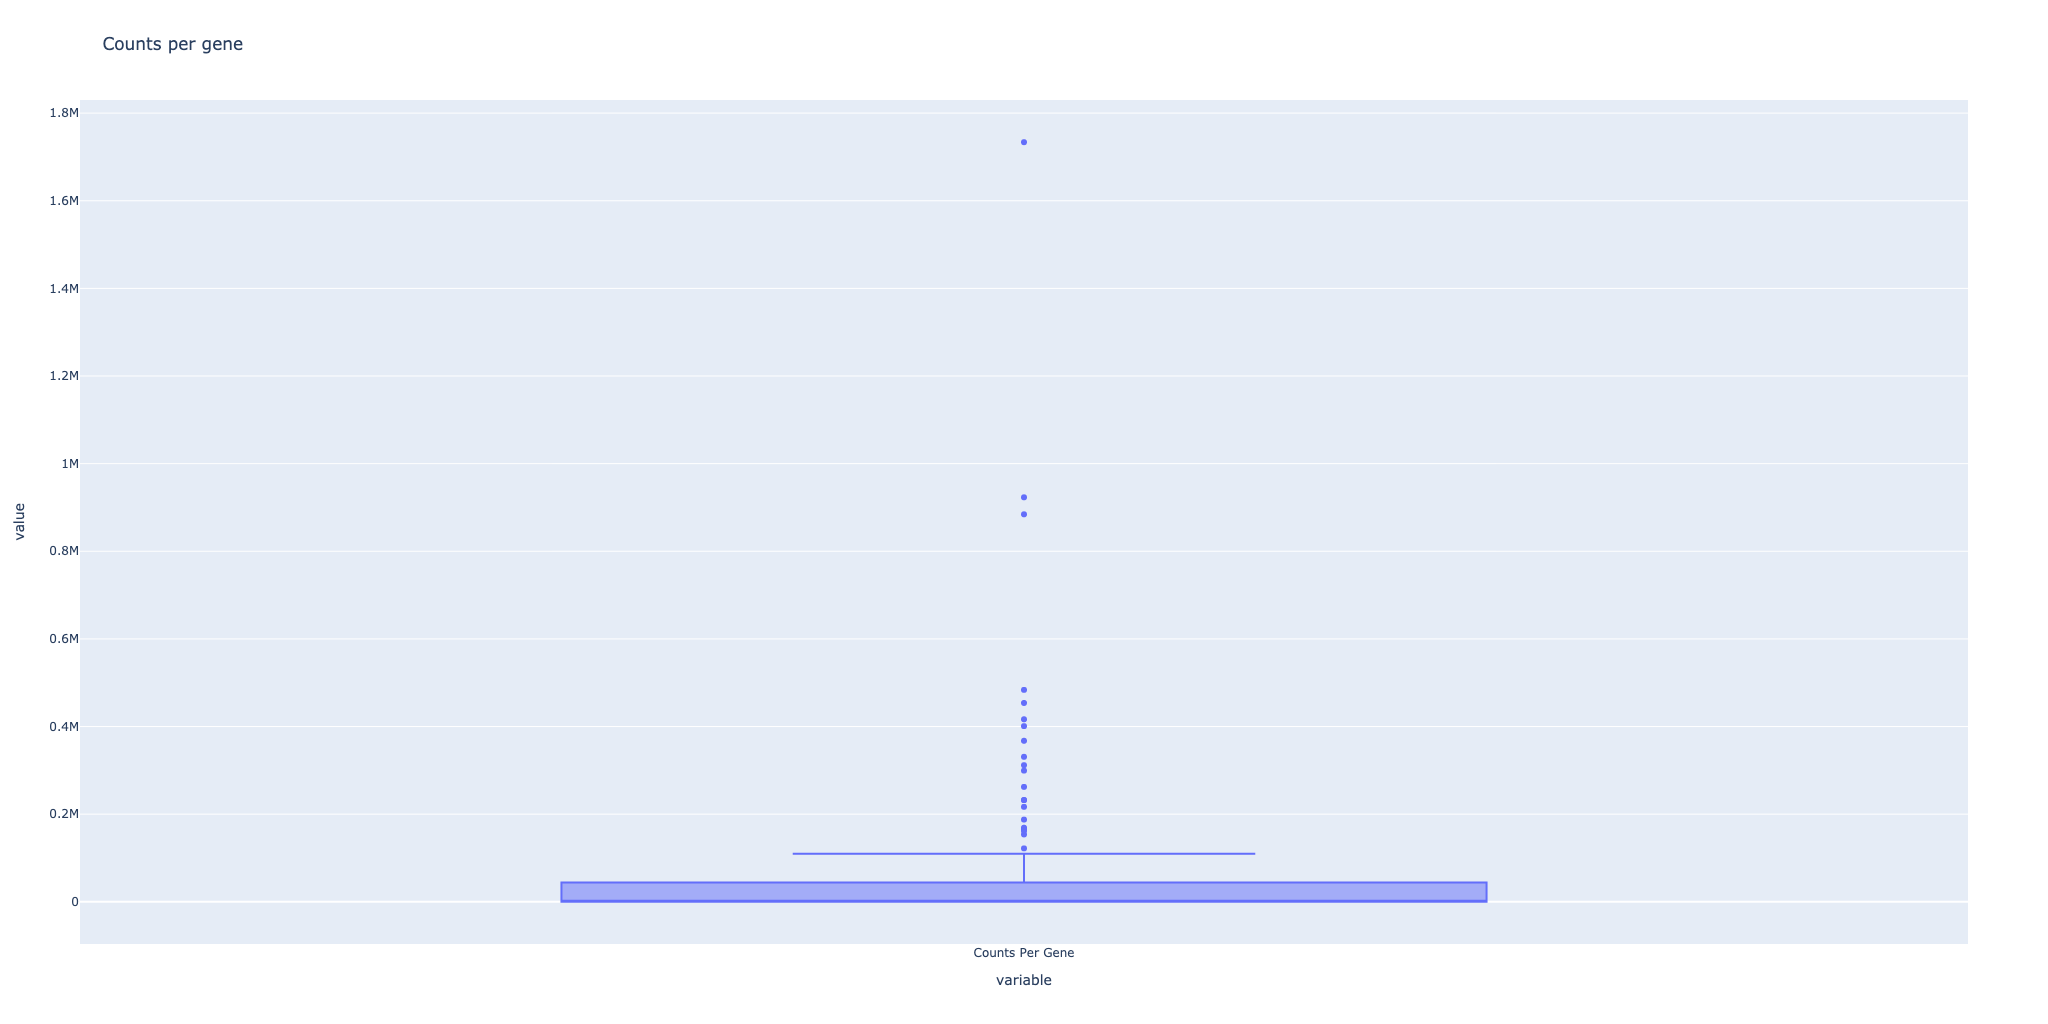 Counts per gene
1.8M
1.6M
1.4M
1.2M
1M
0.8M
0.6M
0.4M
0.2M
0
value
Counts Per Gene
variable